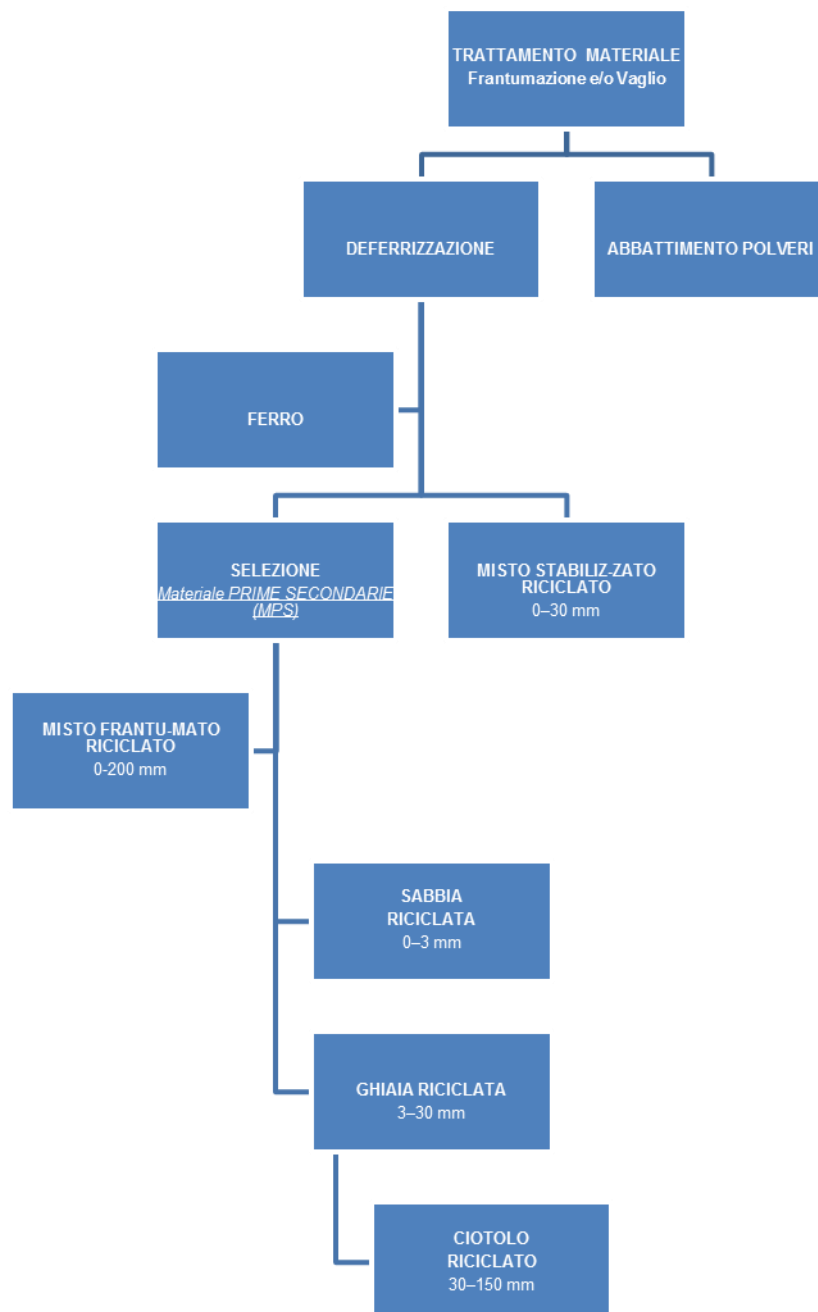 TRATTAMENTO MATERIALE
Frantumazione e/o Vaglio
DEFERRIZZAZIONE
ABBATTIMENTO POLVERI
FERRO
SELEZIONE
Materiale PRIME SECONDARIE
(MPS)
MISTO STABILIZ-ZATO
RICICLATO
0–30 mm
MISTO FRANTU-MATO
RICICLATO
0-200 mm
SABBIA
RICICLATA
0–3 mm
GHIAIA RICICLATA
3–30 mm
CIOTOLO
RICICLATO
30–150 mm